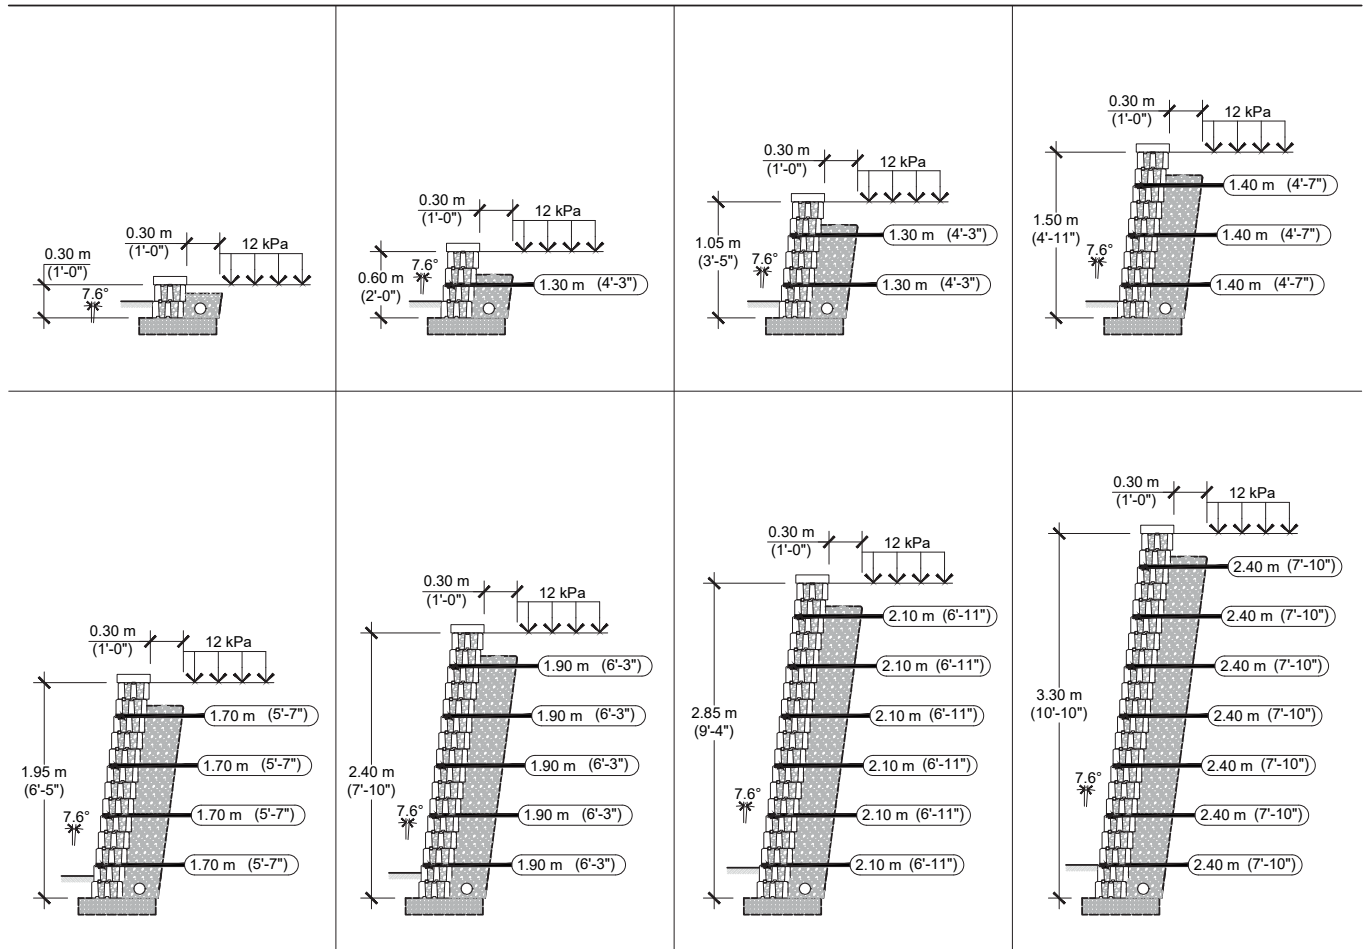 0.30 m
(1'-0")
0.30 m
(1'-0")
12 kPa
7.6°
0.30 m
(1'-0")
12 kPa
7.6°
0.60 m
(2'-0")
1.30 m (4'-3")
0.30 m
(1'-0")
12 kPa
1.05 m
(3'-5")
7.6°
1.30 m (4'-3")
1.30 m (4'-3")
0.30 m
(1'-0")
12 kPa
1.50 m
(4'-11")
7.6°
1.40 m (4'-7")
1.40 m (4'-7")
1.40 m (4'-7")
0.30 m
(1'-0")
12 kPa
1.95 m
(6'-5")
7.6°
1.70 m (5'-7")
1.70 m (5'-7")
1.70 m (5'-7")
1.70 m (5'-7")
0.30 m
(1'-0")
12 kPa
2.40 m
(7'-10")
7.6°
1.90 m (6'-3")
1.90 m (6'-3")
1.90 m (6'-3")
1.90 m (6'-3")
1.90 m (6'-3")
0.30 m
(1'-0")
12 kPa
2.85 m
(9'-4")
7.6°
2.10 m (6'-11")
2.10 m (6'-11")
2.10 m (6'-11")
2.10 m (6'-11")
2.10 m (6'-11")
2.10 m (6'-11")
0.30 m
(1'-0")
12 kPa
3.30 m
(10'-10")
7.6°
2.40 m (7'-10")
2.40 m (7'-10")
2.40 m (7'-10")
2.40 m (7'-10")
2.40 m (7'-10")
2.40 m (7'-10")
2.40 m (7'-10")